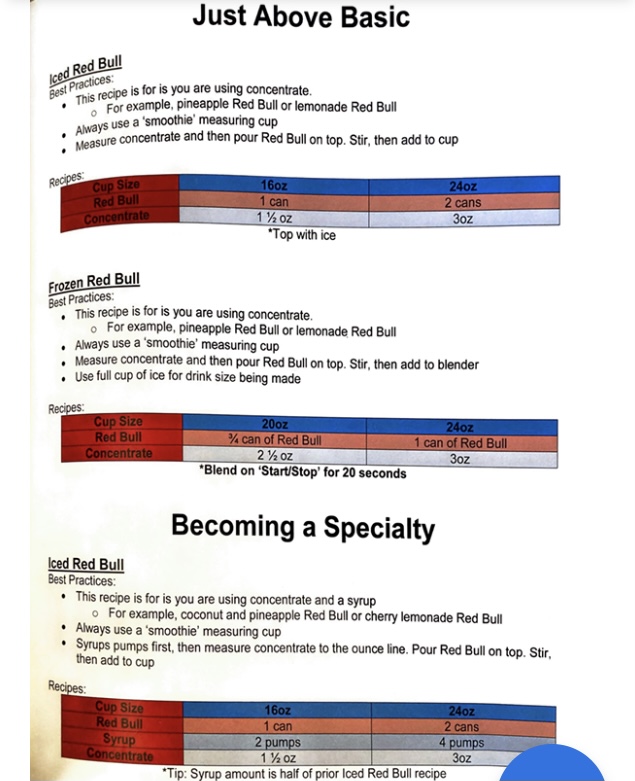 Just Above Basic
Iced Red Bull
Best Practices:
• This recipe is for is you are using concentrate.
o For example, pineapple Red Bull or lemonade Red Bull
• Always use a 'smoothie' measuring cup
• Measure concentrate and then pour Red Bull on top. Stir, then add to cup
Recipes:
Cup Size 16oz 24oz
Red Bull 1 can 2 cans
Concentrate 1 ½ oz 3oz
*Top with ice
Frozen Red Bull
Best Practices:
• This recipe is for is you are using concentrate.
o For example, pineapple Red Bull or lemonade Red Bull
• Always use a 'smoothie' measuring cup
• Measure concentrate and then pour Red Bull on top. Stir, then add to blender
• Use full cup of ice for drink size being made
Recipes:
Cup Size 20oz 24oz
Red Bull ¾ can of Red Bull 1 can of Red Bull
Concentrate 2 ½ oz 3oz
*Blend on 'Start/Stop' for 20 seconds
Becoming a Specialty
Iced Red Bull
Best Practices:
• This recipe is for is you are using concentrate and a syrup
o For example, coconut and pineapple Red Bull or cherry lemonade Red Bull
• Always use a 'smoothie' measuring cup
• Syrups pumps first, then measure concentrate to the ounce line. Pour Red Bull on top. Stir,
then add to cup
Recipes:
Cup Size 16oz 24oz
Red Bull 1 can 2 cans
Syrup 2 pumps 4 pumps
Concentrate 1 ½ oz 3oz
*Tip: Syrup amount is half of prior Iced Red Bull recipe